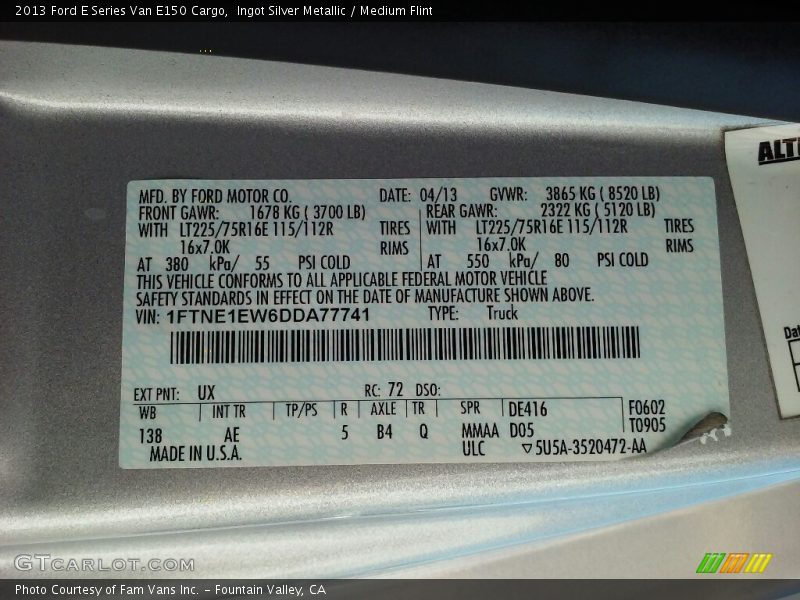 2013 Ford E Series Van E150 Cargo,  Ingot Silver Metallic / Medium Flint
MFD. BY FORD MOTOR CO. DATE: 04/13 GVWR: 3865 KG ( 8520 LB)
FRONT GAWR: 1678 KG ( 3700 LB) REAR GAWR: 2322 KG ( 5120 LB)
WITH LT225/75R16E 115/112R TIRES WITH LT225/75R16E 115/112R TIRES
16x7.0K RIMS 16x7.0K RIMS
AT 380 kPa/ 55 PSI COLD AT 550 kPa/ 80 PSI COLD
THIS VEHICLE CONFORMS TO ALL APPLICABLE FEDERAL MOTOR VEHICLE
SAFETY STANDARDS IN EFFECT ON THE DATE OF MANUFACTURE SHOWN ABOVE.
VIN: 1FTNE1EW6DDA77741 TYPE: Truck
EXT PNT: UX RC: 72 DSO:
WB INT TR TP/PS R AXLE TR SPR DE416 F0602
138 AE 5 B4 Q MMAA D05 T0905
MADE IN U.S.A. ULC ▽5U5A-3520472-AA
GTCARLOT.COM
Photo Courtesy of Fam Vans Inc. – Fountain Valley, CA